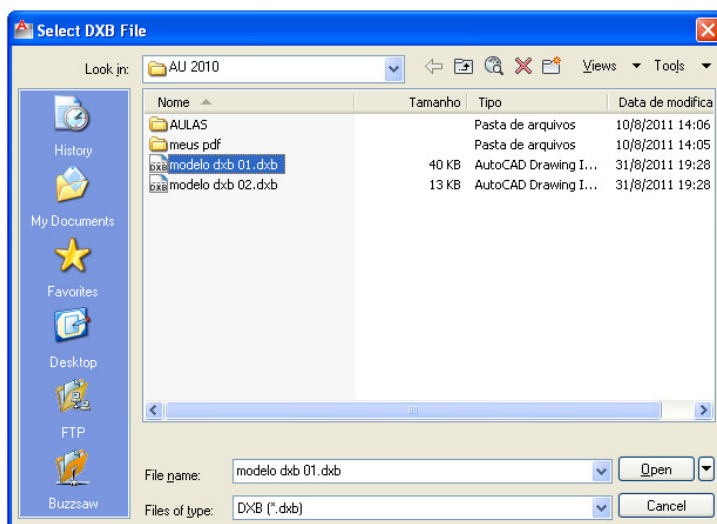 Select DXB File
Look in: AU 2010 Views Tools
Nome Tamanho Tipo Data de modifica
AULAS Pasta de arquivos 10/8/2011 14:06
meus pdf Pasta de arquivos 10/8/2011 14:05
DXB modelo dxb 01.dxb 40 KB AutoCAD Drawing I... 31/8/2011 19:28
DXB modelo dxb 02.dxb 13 KB AutoCAD Drawing I... 31/8/2011 19:28
History
My Documents
Favorites
Desktop
FTP
Buzzsaw
File name: modelo dxb 01.dxb Open
Files of type: DXB (*.dxb) Cancel